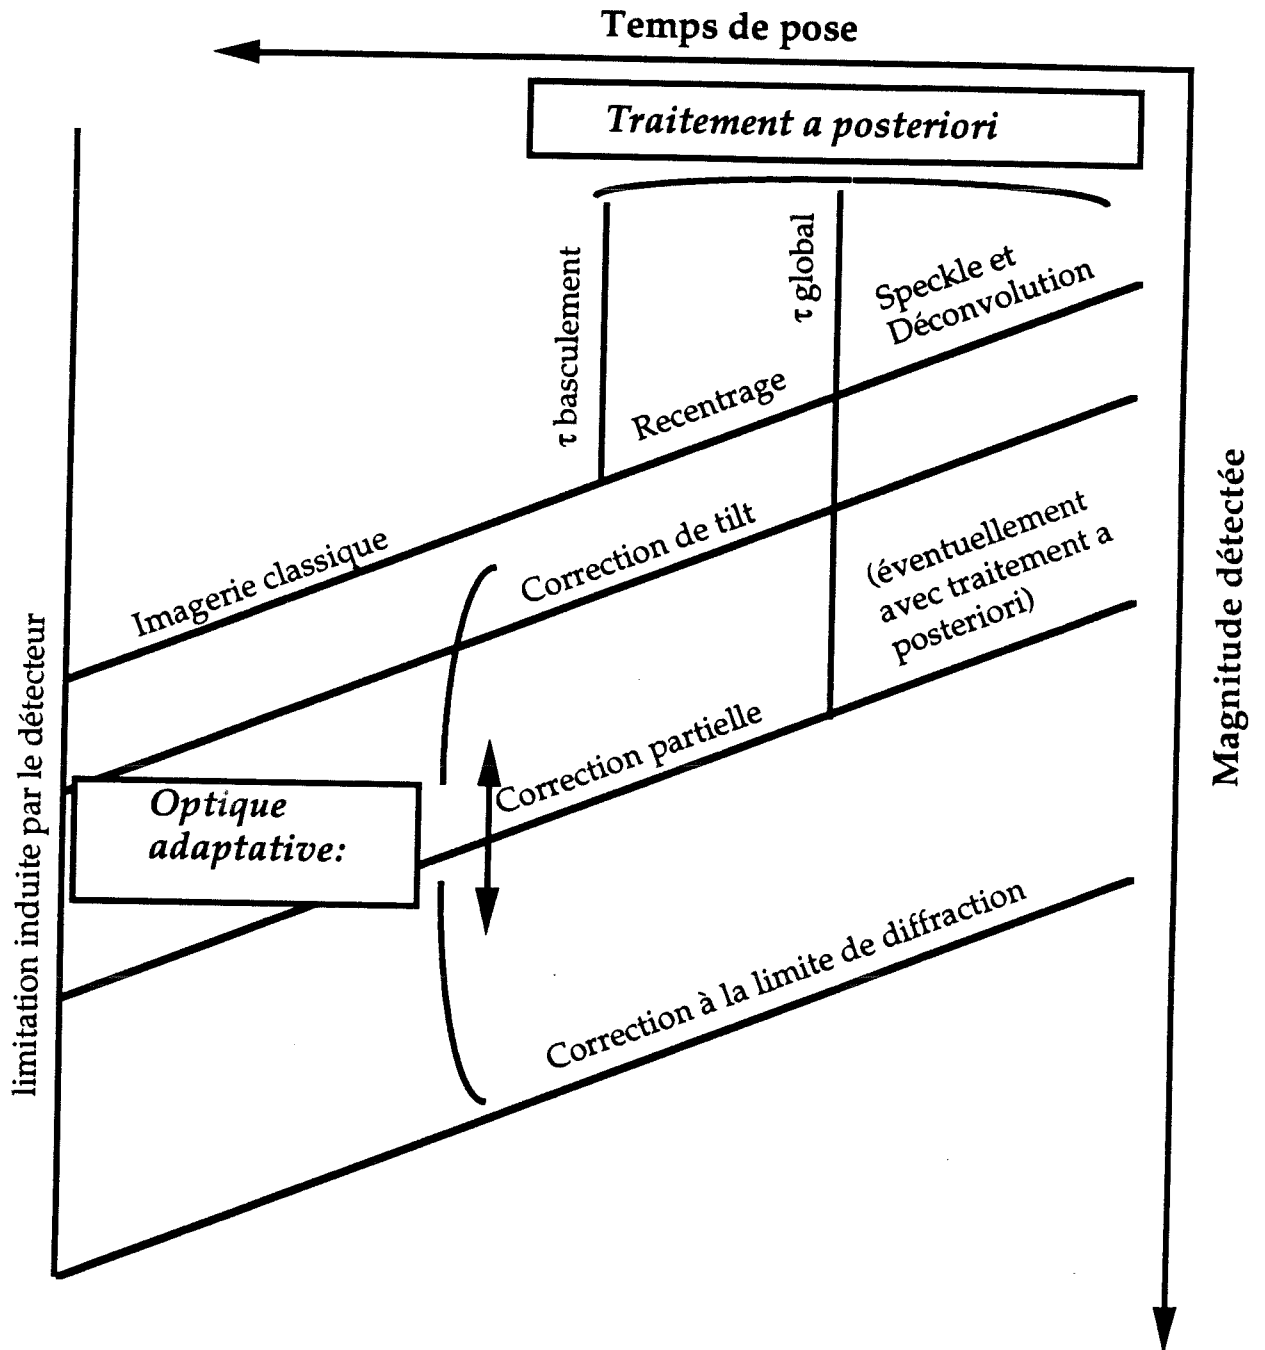 Temps de pose
Traitement a posteriori
τ basculement
τ global
Speckle et
Déconvolution
Recentrage
Imagerie classique
Correction de tilt
(éventuellement
avec traitement a
posteriori)
Magnitude détectée
limitation induite par le détecteur
Correction partielle
Optique
adaptative:
Correction à la limite de diffraction